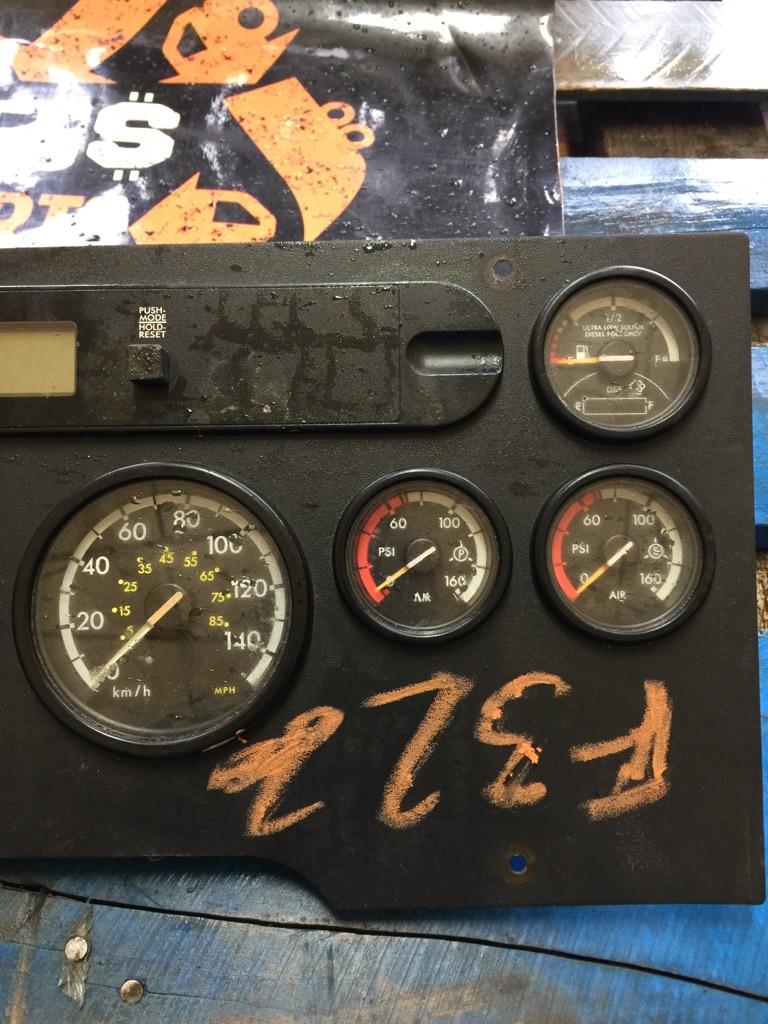 $
PUSH-
MODE
HOLD-
RESET
1/2
ULTRA LOW SULFUR
DIESEL FUEL ONLY
E F
DEF
E F
0 20 40 60 80 100 120 140
5 15 25 35 45 55 65 75 85
km/h MPH
0 60 100 160
PSI P
AIR
0 60 100 160
PSI S
AIR